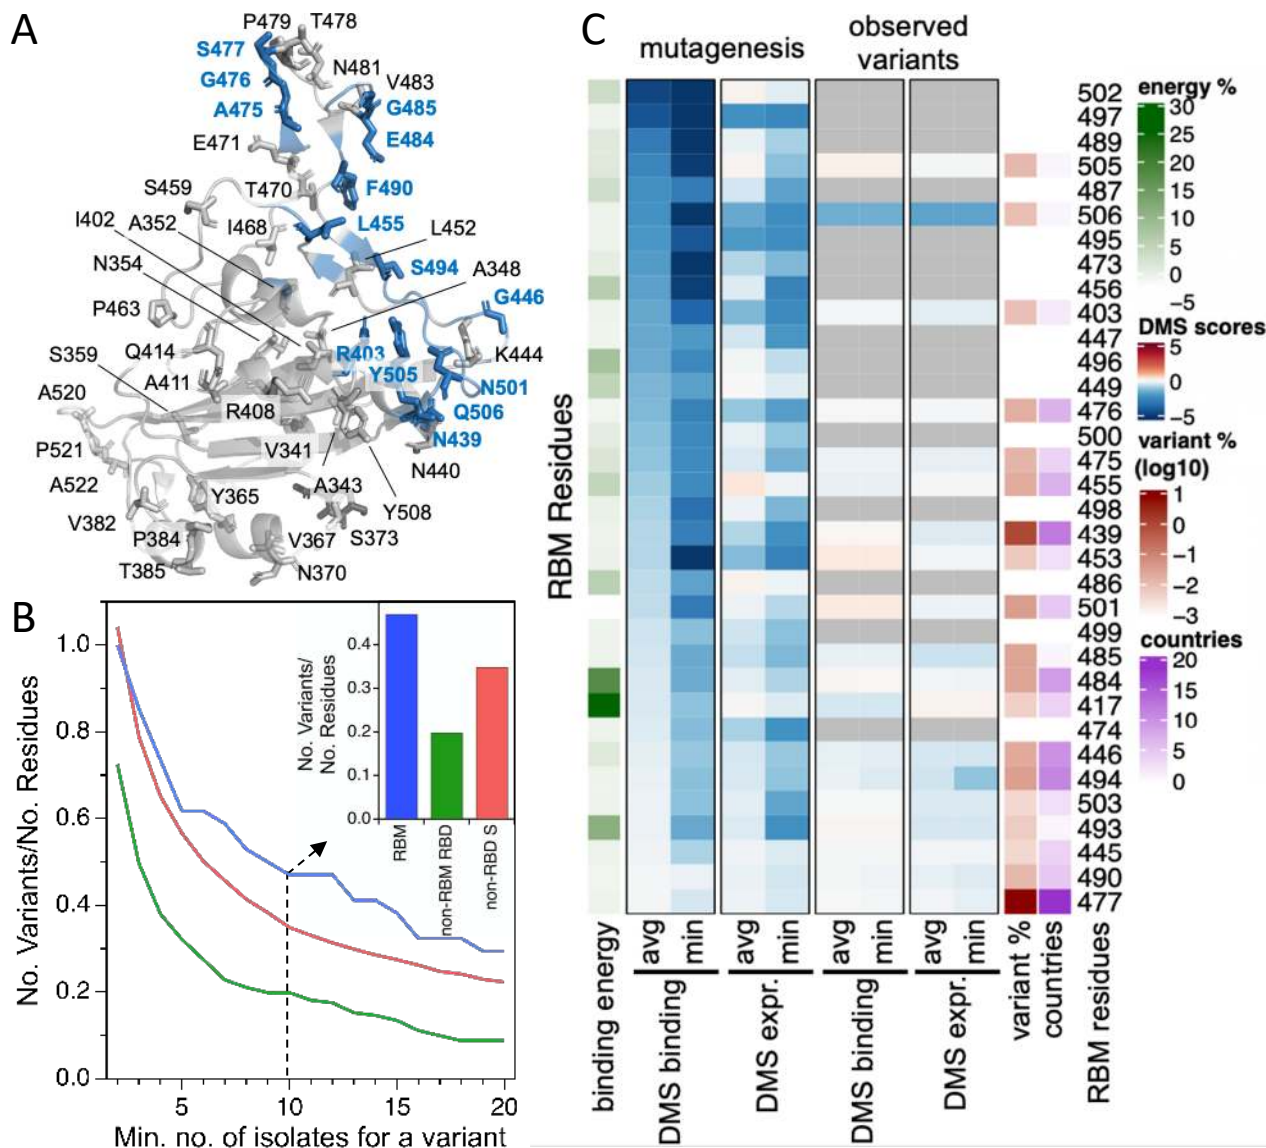 A
P479 T478
S477
G476
A475
N481
V483
G485
E484
E471
T470
F490
S459
I402
A352
I468
L455
L452
N354
S494
A348
P463
G446
S359
Q414
R403
K444
A411
Y505
N501
A520
R408
Q506
P521
V341
N439
N440
A522
Y365
A343
Y508
V382
P384
V367
S373
T385
N370
B
No. Variants/No. Residues
1.0
0.8
0.6
0.4
0.2
0.0
5
10
15
20
Min. no. of isolates for a variant
No. Variants/
No. Residues
0.4
0.3
0.2
0.1
0.0
RBM
non-RBM RBD
non-RBD S
C
mutagenesis
observed
variants
RBM Residues
502
497
489
505
487
506
495
473
456
403
447
496
449
476
500
475
455
498
439
453
486
501
499
485
484
417
474
446
494
503
493
445
490
477
binding energy
avg
min
DMS binding
avg
min
DMS expr.
avg
min
DMS binding
avg
min
DMS expr.
variant %
countries
RBM residues
energy %
30
25
20
15
10
5
0
−5
DMS scores
5
0
−5
variant %
(log10)
1
0
−1
−2
−3
countries
20
15
10
5
0